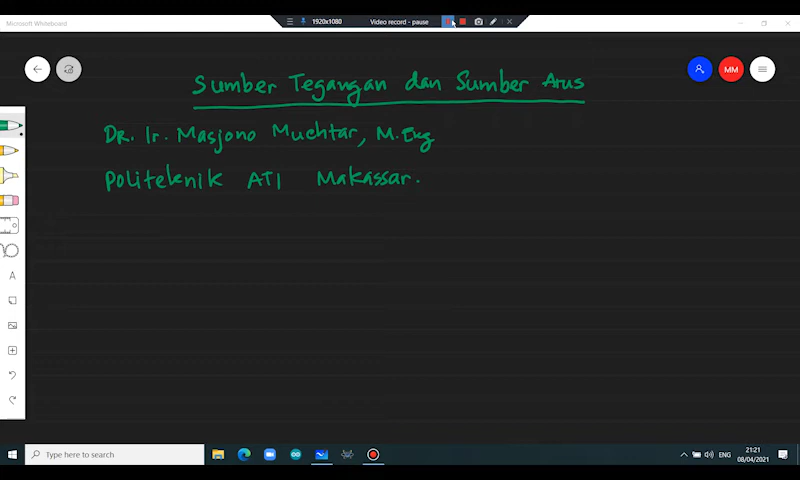 Microsoft Whiteboard
1920x1080
Video record - pause
MM
Sumber Tegangan dan Sumber Arus
DR. Ir. Masjono Muchtar, M.Eng
Politeknik ATI Makassar.
A
Type here to search
ENG
21:21
08/04/2021